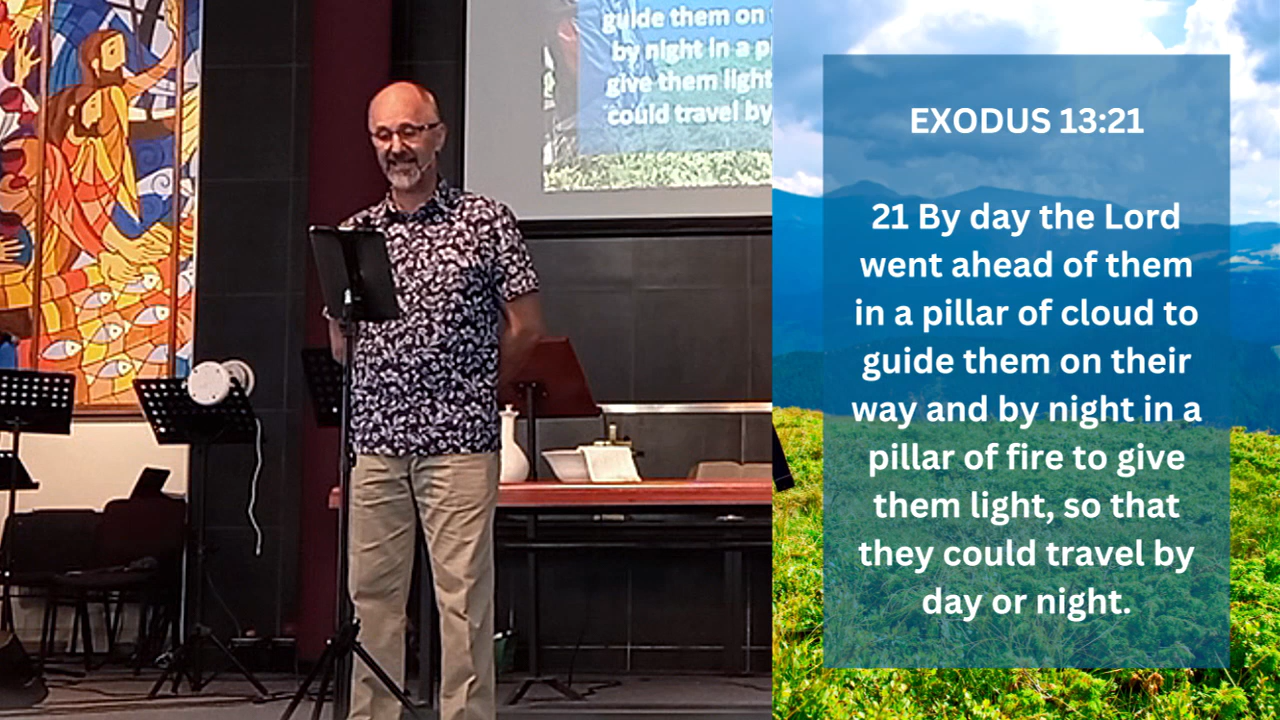 guide them on
by night in a
give them light
could travel by
EXODUS 13:21
21 By day the Lord
went ahead of them
in a pillar of cloud to
guide them on their
way and by night in a
pillar of fire to give
them light, so that
they could travel by
day or night.